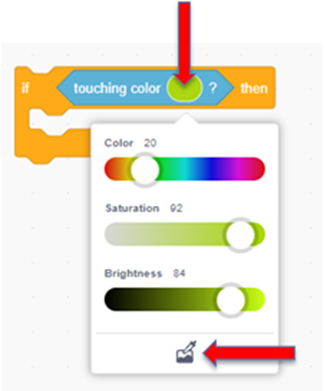 if touching color ? then
Color 20
Saturation 92
Brightness 84